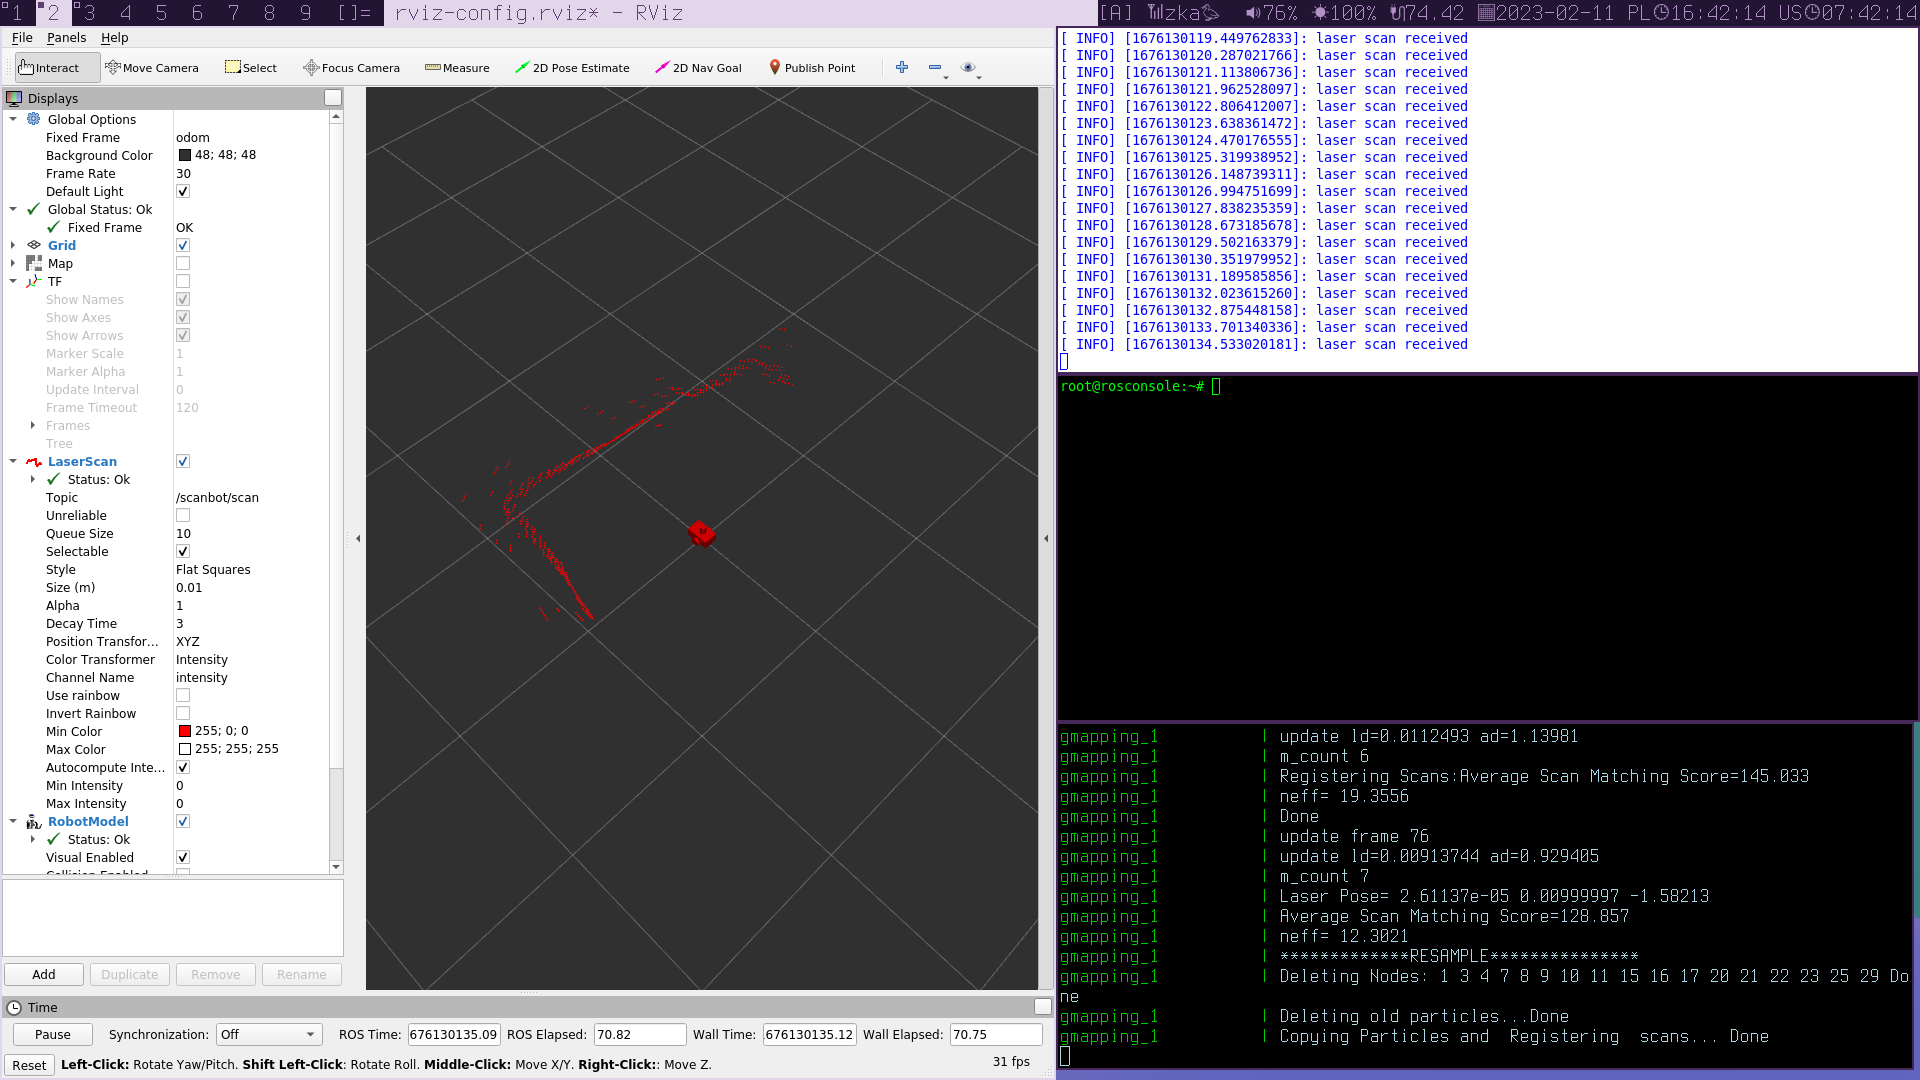 1 2 3 4 5 6 7 8 9 []= rviz-config.rviz* - RViz
[A] zka 76% 100% 74.42 2023-02-11 PL 16:42:14 US 07:42:14
File Panels Help
Interact Move Camera Select Focus Camera Measure 2D Pose Estimate 2D Nav Goal Publish Point
Displays
Global Options
Fixed Frame odom
Background Color 48; 48; 48
Frame Rate 30
Default Light
Global Status: Ok
Fixed Frame OK
Grid
Map
TF
Show Names
Show Axes
Show Arrows
Marker Scale 1
Marker Alpha 1
Update Interval 0
Frame Timeout 120
Frames
Tree
LaserScan
Status: Ok
Topic /scanbot/scan
Unreliable
Queue Size 10
Selectable
Style Flat Squares
Size (m) 0.01
Alpha 1
Decay Time 3
Position Transfor... XYZ
Color Transformer Intensity
Channel Name intensity
Use rainbow
Invert Rainbow
Min Color 255; 0; 0
Max Color 255; 255; 255
Autocompute Inte...
Min Intensity 0
Max Intensity 0
RobotModel
Status: Ok
Visual Enabled
Collision Enabled
Add Duplicate Remove Rename
Time
Pause Synchronization: Off ROS Time: 676130135.09 ROS Elapsed: 70.82 Wall Time: .676130135.12 Wall Elapsed: 70.75
Reset Left-Click: Rotate Yaw/Pitch. Shift Left-Click: Rotate Roll. Middle-Click: Move X/Y. Right-Click:: Move Z. 31 fps
[ INFO] [1676130119.449762833]: laser scan received
[ INFO] [1676130120.287021766]: laser scan received
[ INFO] [1676130121.113806736]: laser scan received
[ INFO] [1676130121.962528097]: laser scan received
[ INFO] [1676130122.806412007]: laser scan received
[ INFO] [1676130123.638361472]: laser scan received
[ INFO] [1676130124.470176555]: laser scan received
[ INFO] [1676130125.319938952]: laser scan received
[ INFO] [1676130126.148739311]: laser scan received
[ INFO] [1676130126.994751699]: laser scan received
[ INFO] [1676130127.838235359]: laser scan received
[ INFO] [1676130128.673185678]: laser scan received
[ INFO] [1676130129.502163379]: laser scan received
[ INFO] [1676130130.351979952]: laser scan received
[ INFO] [1676130131.189585856]: laser scan received
[ INFO] [1676130132.023615260]: laser scan received
[ INFO] [1676130132.875448158]: laser scan received
[ INFO] [1676130133.701340336]: laser scan received
[ INFO] [1676130134.533020181]: laser scan received
root@rosconsole:~#
gmapping_1 | update ld=0.0112493 ad=1.13981
gmapping_1 | m_count 6
gmapping_1 | Registering Scans:Average Scan Matching Score=145.033
gmapping_1 | neff= 19.3556
gmapping_1 | Done
gmapping_1 | update frame 76
gmapping_1 | update ld=0.00913744 ad=0.929405
gmapping_1 | m_count 7
gmapping_1 | Laser Pose= 2.61137e-05 0.00999997 -1.58213
gmapping_1 | Average Scan Matching Score=128.857
gmapping_1 | neff= 12.3021
gmapping_1 | *************RESAMPLE***************
gmapping_1 | Deleting Nodes: 1 3 4 7 8 9 10 11 15 16 17 20 21 22 23 25 29 Do
ne
gmapping_1 | Deleting old particles...Done
gmapping_1 | Copying Particles and  Registering  scans... Done